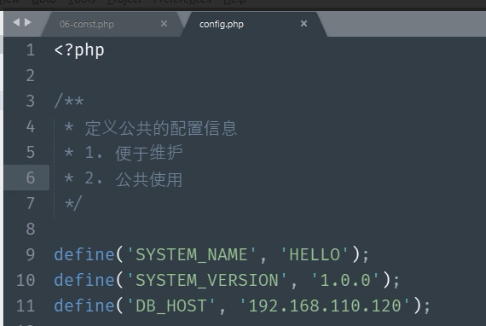 06-const.php × config.php ×
1 <?php
2
3 /**
4 * 定义公共的配置信息
5 * 1. 便于维护
6 * 2. 公共使用
7 */
8
9 define('SYSTEM_NAME', 'HELLO');
10 define('SYSTEM_VERSION', '1.0.0');
11 define('DB_HOST', '192.168.110.120');